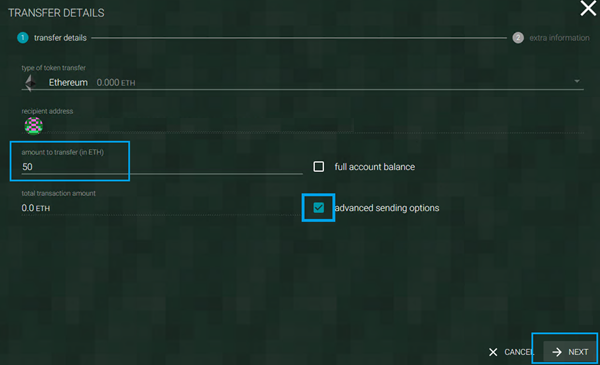 TRANSFER DETAILS
1 transfer details
2 extra information
type of token transfer
Ethereum 0.000 ETH
recipient address
amount to transfer (in ETH)
50
full account balance
total transaction amount
0.0 ETH
advanced sending options
CANCEL
NEXT